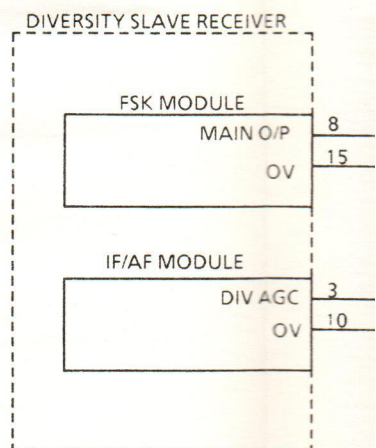 DIVERSITY SLAVE RECEIVER
FSK MODULE
MAIN O/P 8
OV 15
IF/AF MODULE
DIV AGC 3
OV 10